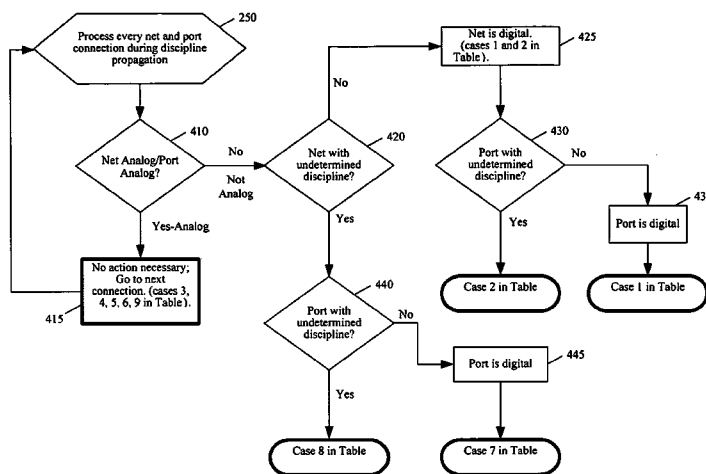 250
Process every net and port
connection during discipline
propagation
410
Net Analog/Port
Analog?
No
Not
Analog
Yes-Analog
No action necessary;
Go to next
connection. (cases 3,
4, 5, 6, 9 in Table).
415
No
420
Net with
undetermined
discipline?
Yes
Net is digital.
(cases 1 and 2 in
Table).
425
430
Port with
undetermined
discipline?
No
Yes
43
Port is digital
Case 2 in Table
Case 1 in Table
440
Port with
undetermined
discipline?
No
Yes
445
Port is digital
Case 8 in Table
Case 7 in Table